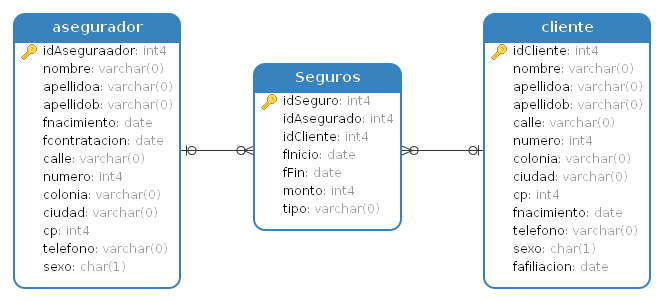 asegurador
idAseguraador: int4
nombre: varchar(0)
apellidoa: varchar(0)
apellidob: varchar(0)
fnacimiento: date
fcontratacion: date
calle: varchar(0)
numero: int4
colonia: varchar(0)
ciudad: varchar(0)
cp: int4
telefono: varchar(0)
sexo: char(1)
Seguros
idSeguro: int4
idAsegurado: int4
idCliente: int4
fInicio: date
fFin: date
monto: int4
tipo: varchar(0)
cliente
idCliente: int4
nombre: varchar(0)
apellidoa: varchar(0)
apellidob: varchar(0)
calle: varchar(0)
numero: int4
colonia: varchar(0)
ciudad: varchar(0)
cp: int4
fnacimiento: date
telefono: varchar(0)
sexo: char(1)
fafiliacion: date